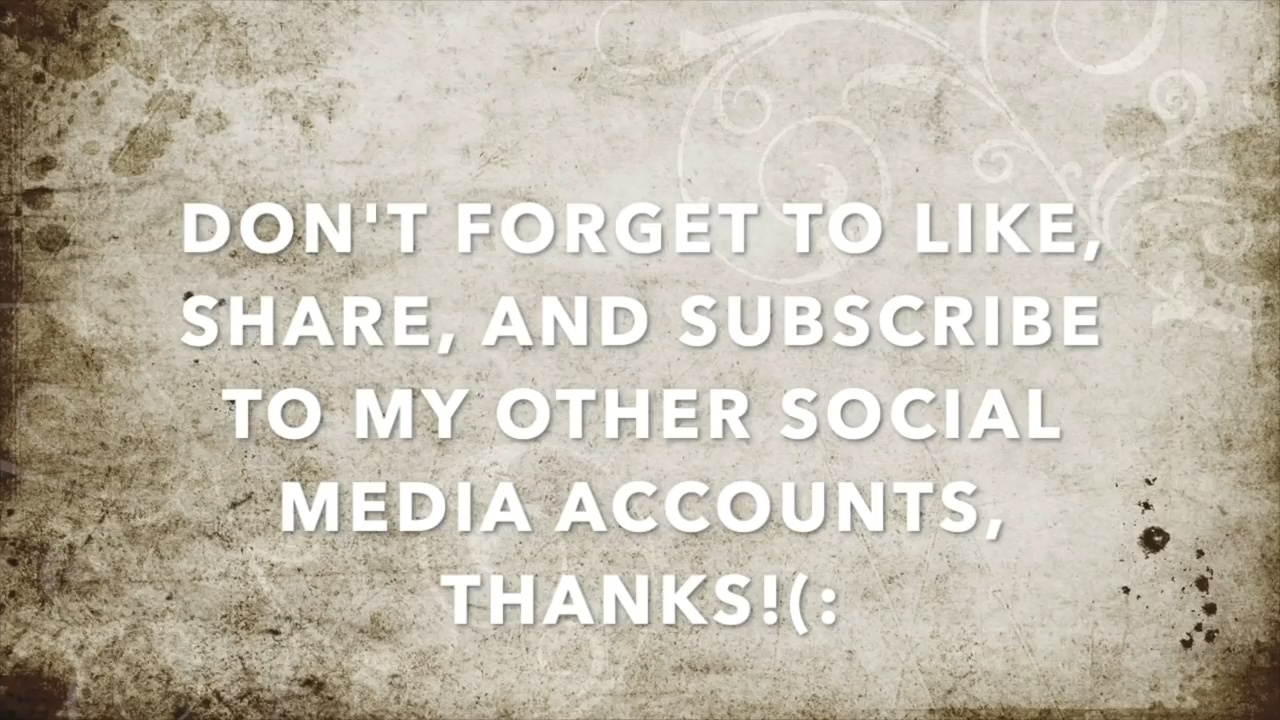 DON'T FORGET TO LIKE,
SHARE, AND SUBSCRIBE
TO MY OTHER SOCIAL
MEDIA ACCOUNTS,
THANKS!(: